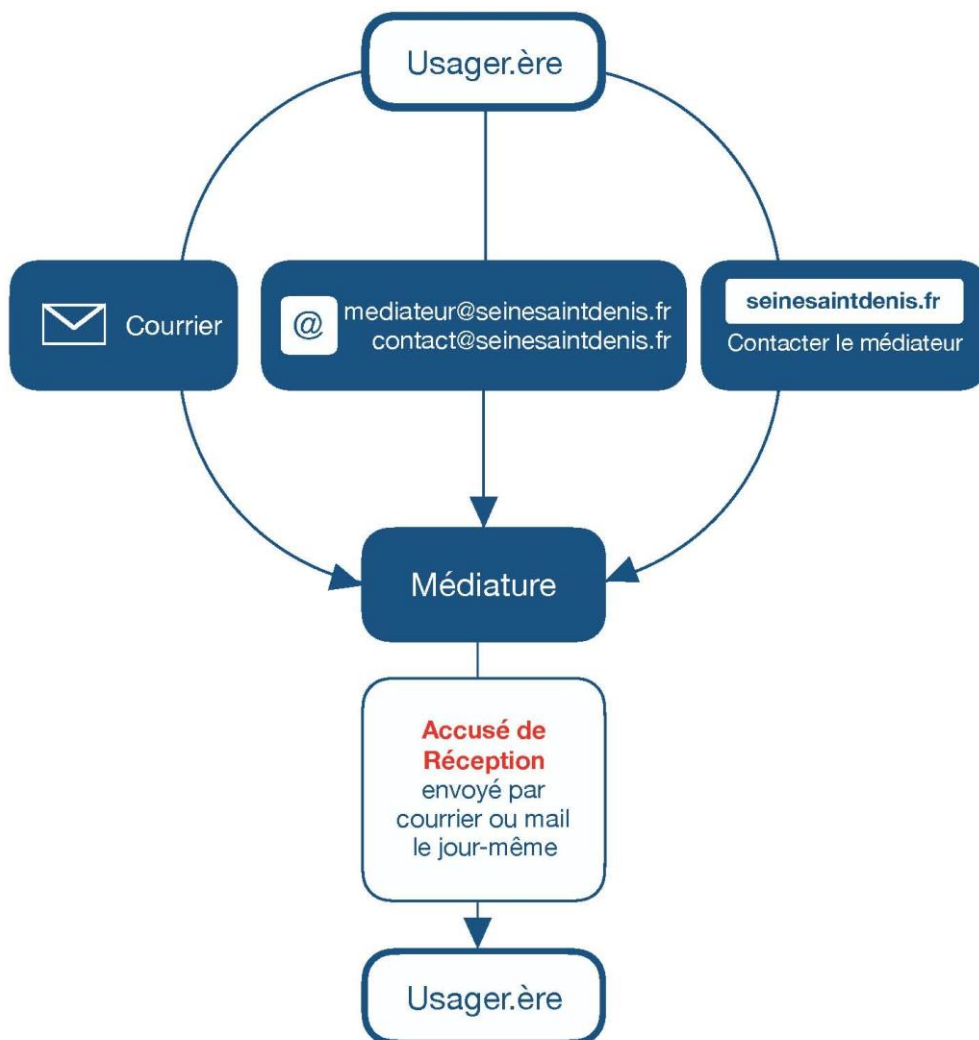 Usager.ère
Courrier
@
mediateur@seinesaintdenis.fr
contact@seinesaintdenis.fr
seinesaintdenis.fr
Contacter le médiateur
Médiature
Accusé de
Réception
envoyé par
courrier ou mail
le jour-même
Usager.ère